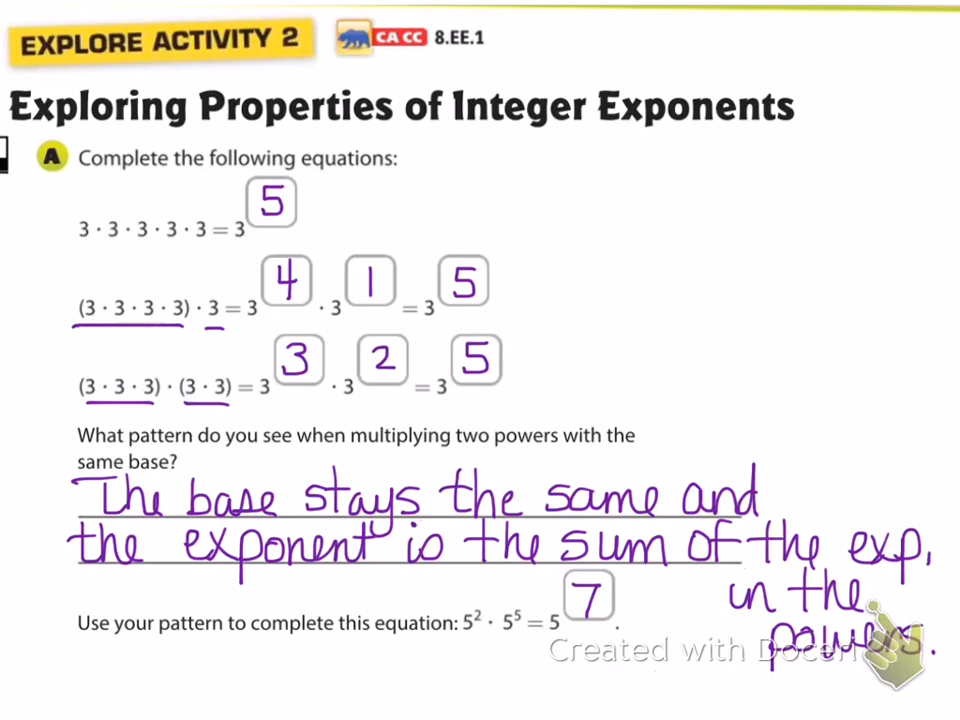 EXPLORE ACTIVITY 2 CA CC 8.EE.1
Exploring Properties of Integer Exponents
A Complete the following equations:
3 · 3 · 3 · 3 · 3 = 3^5
(3 · 3 · 3 · 3) · 3 = 3^4 · 3^1 = 3^5
(3 · 3 · 3) · (3 · 3) = 3^3 · 3^2 = 3^5
What pattern do you see when multiplying two powers with the
same base?
The base stays the same and
the exponent is the sum of the exp.
in the
powers.
Use your pattern to complete this equation: 5² · 5⁵ = 5^7.
Created with Doceri